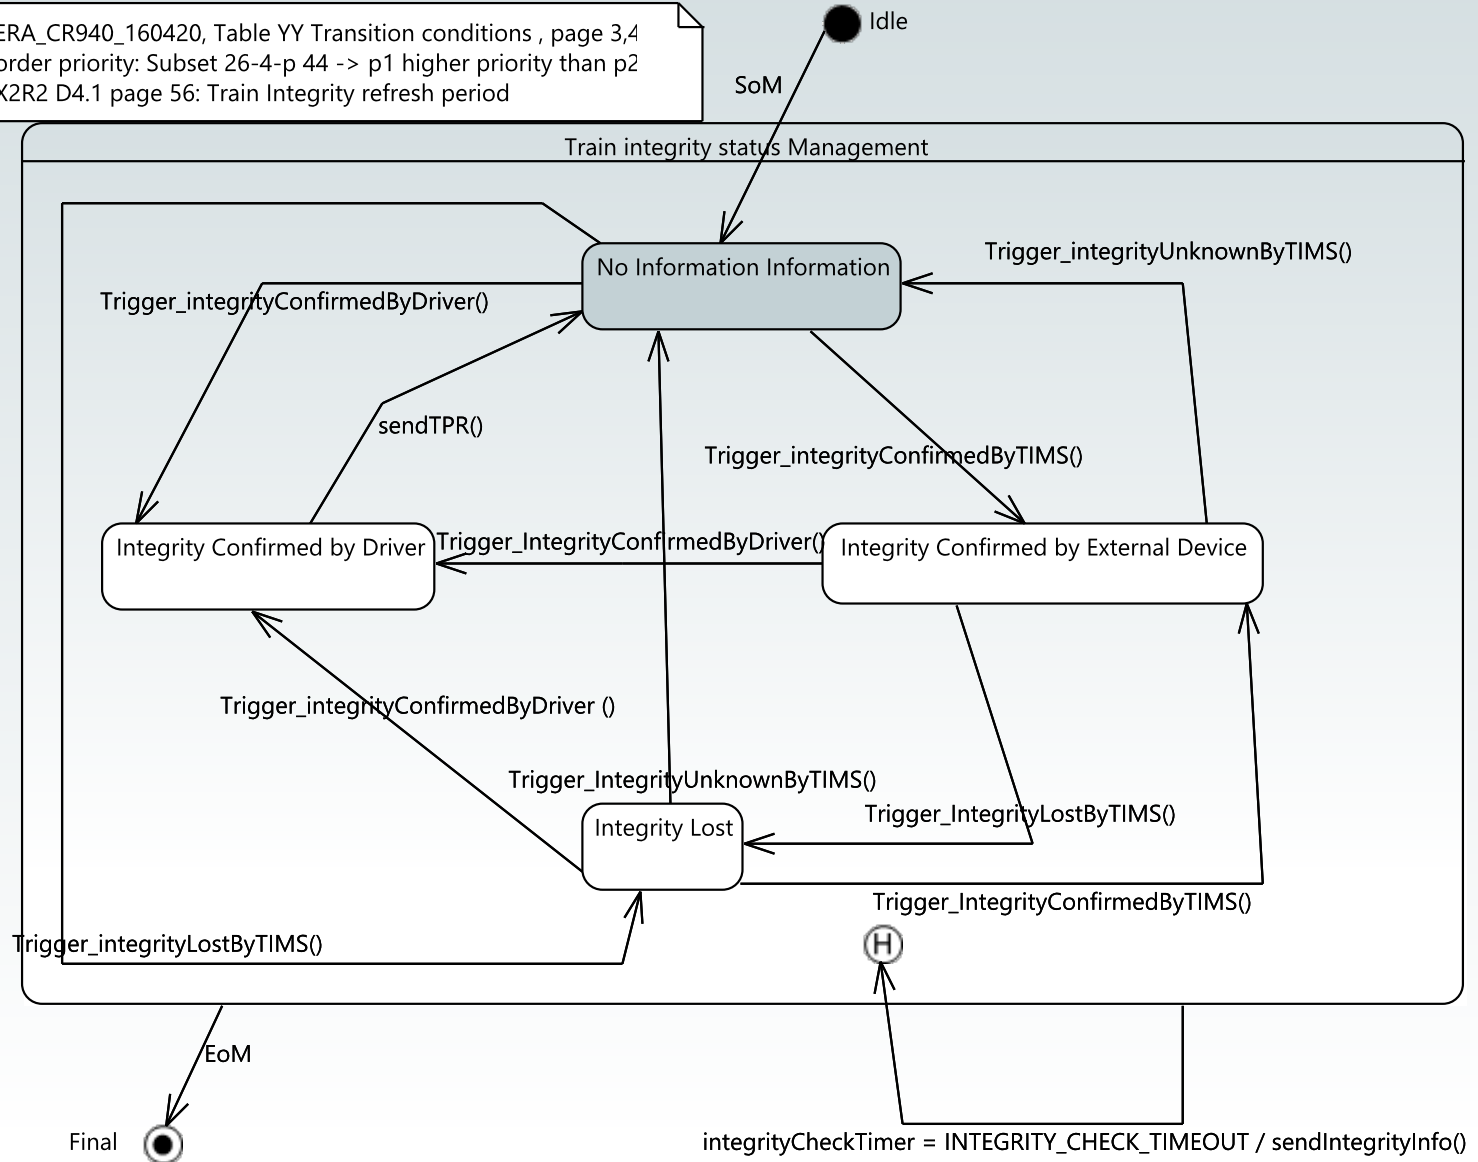 Idle
ERA_CR940_160420, Table YY Transition conditions , page 3,4
order priority: Subset 26-4-p 44 -> p1 higher priority than p2
X2R2 D4.1 page 56: Train Integrity refresh period
SoM
Train integrity status Management
Trigger_integrityUnknownByTIMS()
No Information Information
Trigger_integrityConfirmedByDriver()
sendTPR()
Trigger_integrityConfirmedByTIMS()
Trigger_IntegrityConfirmedByDriver()
Integrity Confirmed by Driver
Integrity Confirmed by External Device
Trigger_integrityConfirmedByDriver ()
Trigger_IntegrityUnknownByTIMS()
Trigger_IntegrityLostByTIMS()
Integrity Lost
Trigger_IntegrityConfirmedByTIMS()
Trigger_integrityLostByTIMS()
H
EoM
Final
integrityCheckTimer = INTEGRITY_CHECK_TIMEOUT / sendIntegrityInfo()